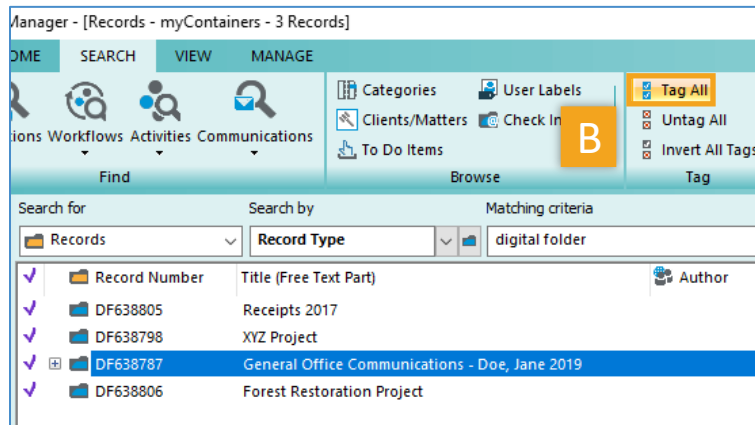 Manager - [Records - myContainers - 3 Records]
OME SEARCH VIEW MANAGE
Categories User Labels Tag All
ions Workflows Activities Communications Clients/Matters Check In B Untag All
To Do Items Invert All Tags
Find Browse Tag
Search for Search by Matching criteria
Records Record Type digital folder
Record Number Title (Free Text Part) Author
DF638805 Receipts 2017
DF638798 XYZ Project
DF638787 General Office Communications - Doe, Jane 2019
DF638806 Forest Restoration Project